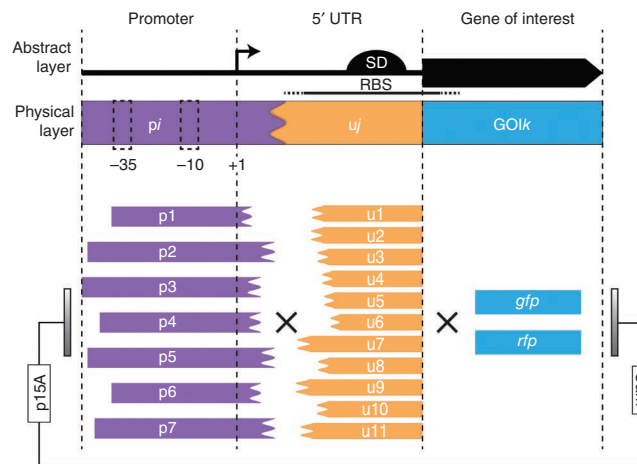 Promoter 5′ UTR Gene of interest
Abstract layer
SD
RBS
Physical layer
pi uj GOIk
–35 –10 +1
p1
p2
p3
p4
p5
p6
p7
u1
u2
u3
u4
u5
u6
u7
u8
u9
u10
u11
×
×
gfp
rfp
p15A